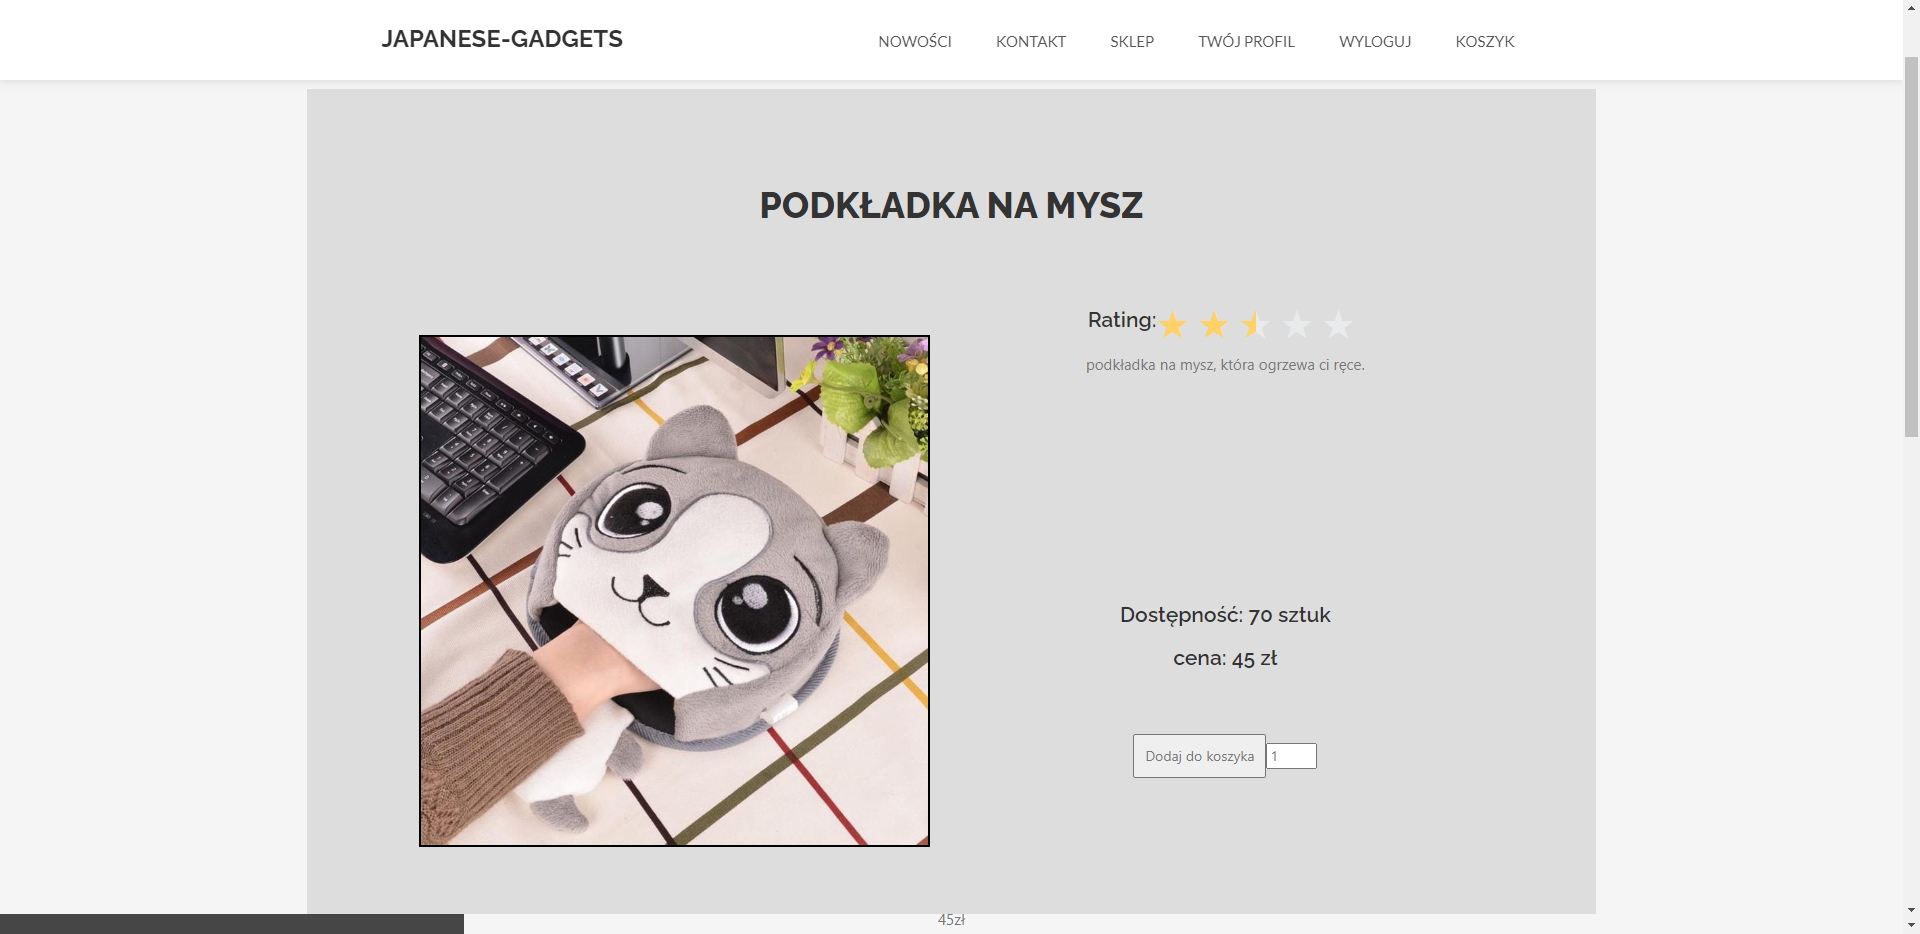 JAPANESE-GADGETS
NOWOŚCI KONTAKT SKLEP TWÓJ PROFIL WYLOGUJ KOSZYK
PODKŁADKA NA MYSZ
Rating:
podkładka na mysz, która ogrzewa ci ręce.
Dostępność: 70 sztuk
cena: 45 zł
Dodaj do koszyka 1
45zł